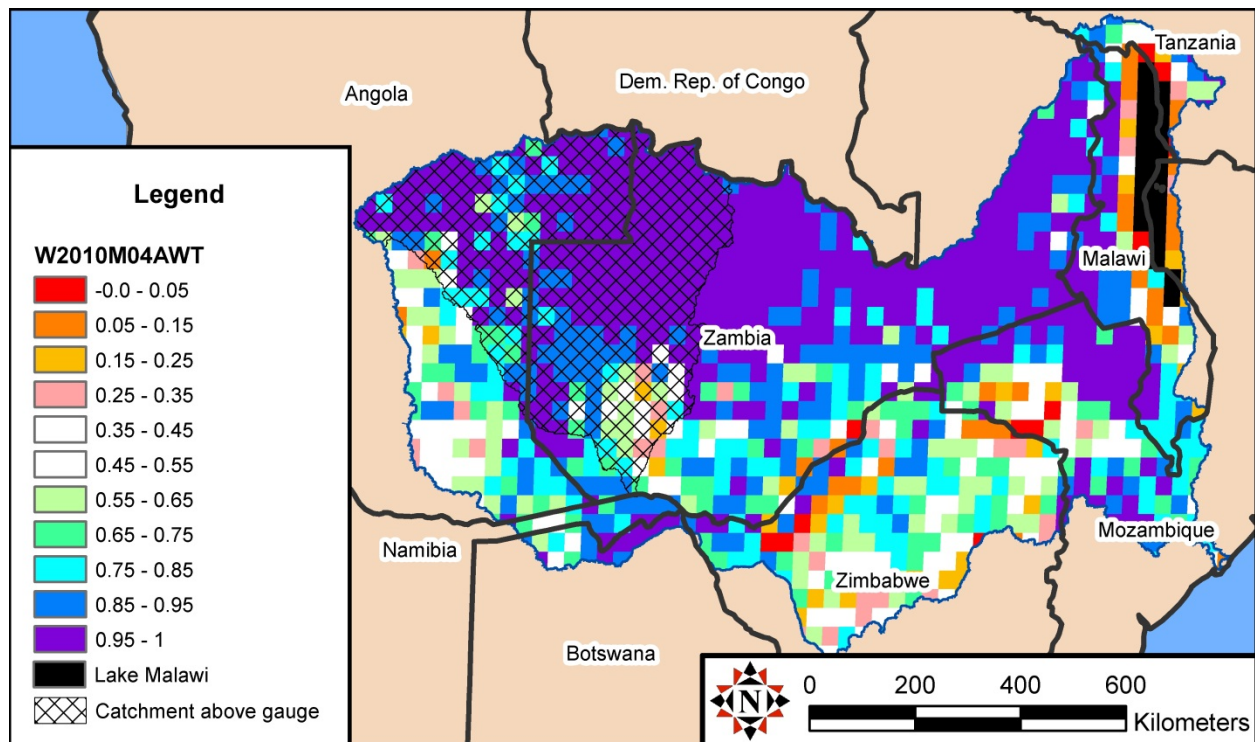 Tanzania
Dem. Rep. of Congo
Angola
Malawi
Zambia
Namibia
Mozambique
Zimbabwe
Botswana
Legend
W2010M04AWT
-0.0 - 0.05
0.05 - 0.15
0.15 - 0.25
0.25 - 0.35
0.35 - 0.45
0.45 - 0.55
0.55 - 0.65
0.65 - 0.75
0.75 - 0.85
0.85 - 0.95
0.95 - 1
Lake Malawi
Catchment above gauge
N
0 200 400 600
Kilometers